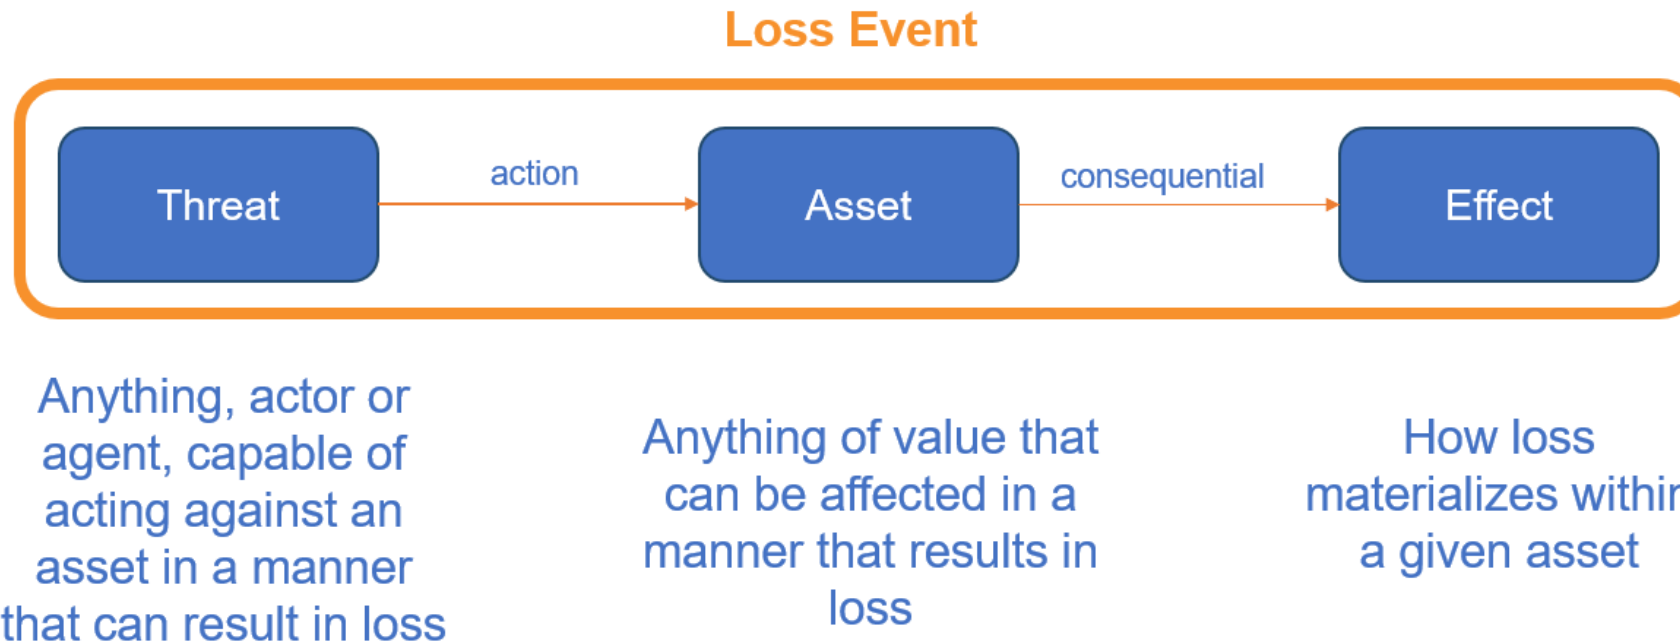 Loss Event
Threat
action
Asset
consequential
Effect
Anything, actor or
agent, capable of
acting against an
asset in a manner
that can result in loss
Anything of value that
can be affected in a
manner that results in
loss
How loss
materializes within
a given asset